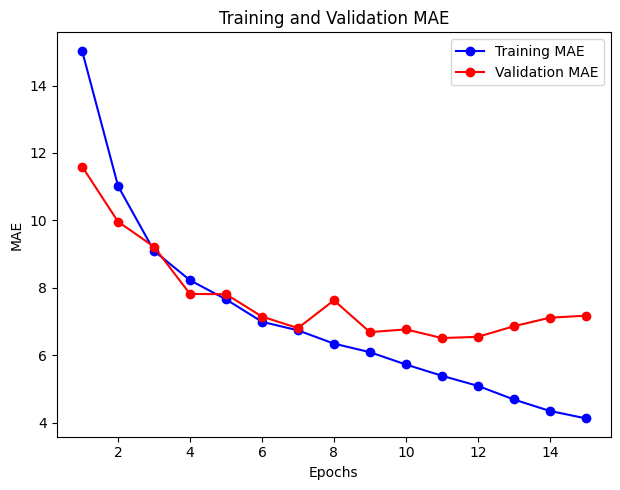 Training and Validation MAE
Training MAE
Validation MAE
14
12
10
8
6
4
MAE
2
4
6
8
10
12
14
Epochs